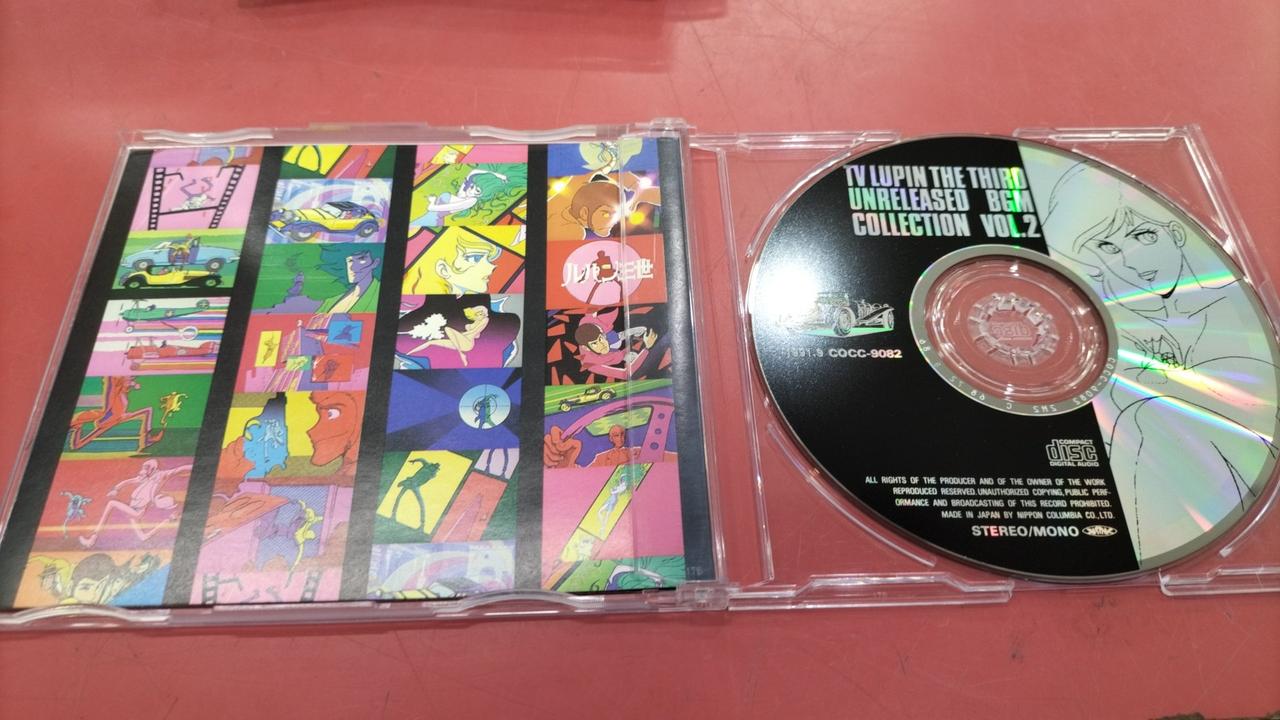 ルパン三世
TV LUPIN THE THIRD
UNRELEASED BGM
COLLECTION VOL.2
1991.9 COCC-9082
COMPACT
disc
DIGITAL AUDIO
ALL RIGHTS OF THE PRODUCER AND OF THE OWNER OF THE WORK
REPRODUCED RESERVED.UNAUTHORIZED COPYING,PUBLIC PERF-
ORMANCE AND BROADCASTING OF THIS RECORD PROHIBITED.
MADE IN JAPAN BY NIPPON COLUMBIA CO.,LTD.
STEREO/MONO